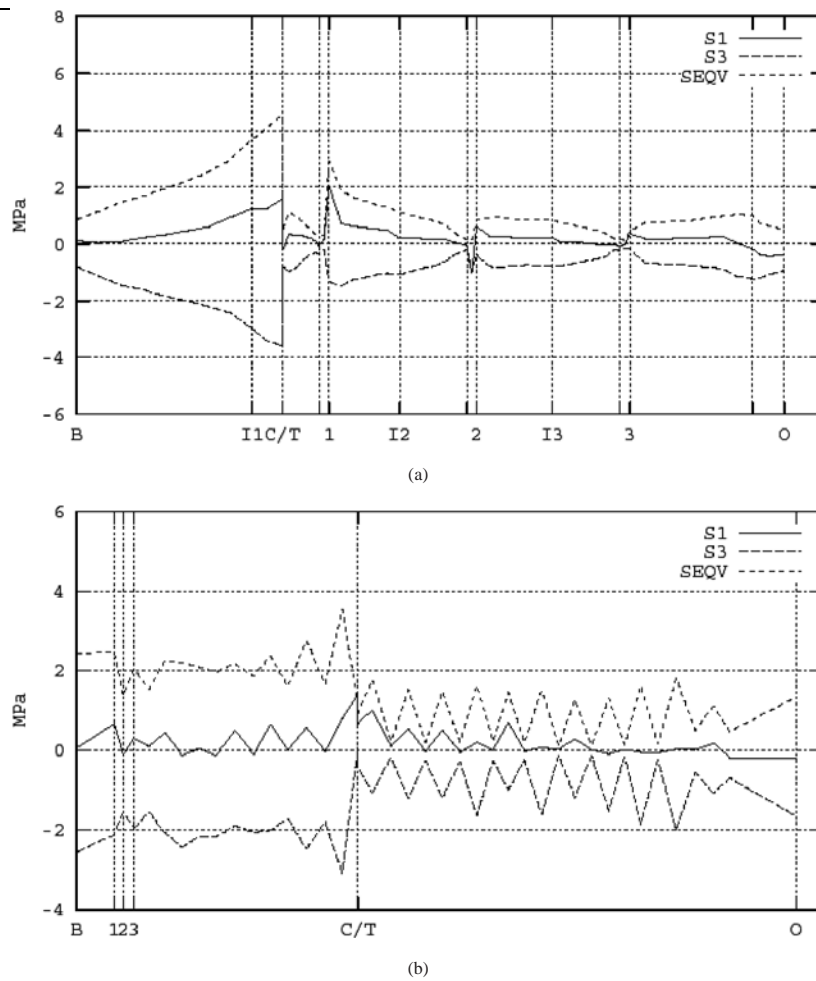 8
6
4
2
0
-2
-4
-6
MPa
S1
S3
SEQV
B I1C/T 1 I2 2 I3 3 O
(a)
6
4
2
0
-2
-4
MPa
S1
S3
SEQV
B 123 C/T O
(b)